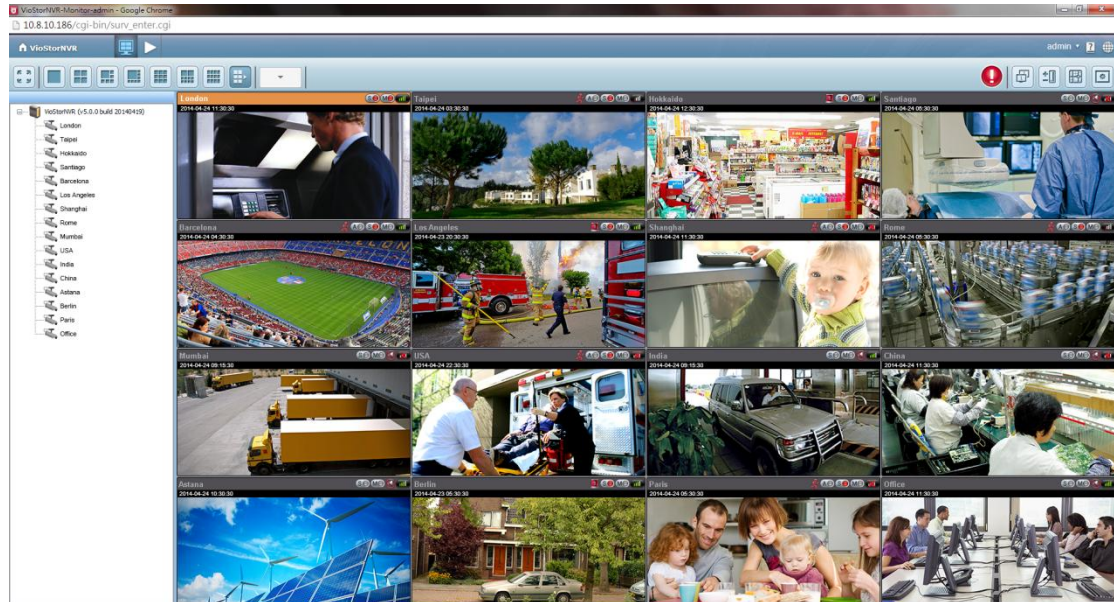 VioStorNVR-Monitor-admin - Google Chrome
10.8.10.186/cgi-bin/surv_enter.cgi
VioStorNVR
admin
VioStorNVR (v5.0.0 build 20140419)
London
Taipei
Hokkaido
Santiago
Barcelona
Los Angeles
Shanghai
Rome
Mumbai
USA
India
China
Astana
Berlin
Paris
Office
London
2014-04-24 11:30:30
Taipei
2014-04-24 03:30:30
Hokkaido
2014-04-24 12:30:30
Santiago
2014-04-24 05:30:30
Barcelona
2014-04-24 04:30:30
Los Angeles
2014-04-23 20:30:30
Shanghai
2014-04-24 11:30:30
Rome
2014-04-24 05:30:30
Mumbai
2014-04-24 09:15:30
USA
2014-04-24 22:30:30
India
2014-04-24 09:15:30
China
2014-04-24 11:30:30
Astana
2014-04-24 10:30:30
Berlin
2014-04-23 05:30:30
Paris
2014-04-24 05:30:30
Office
2014-04-24 11:30:30